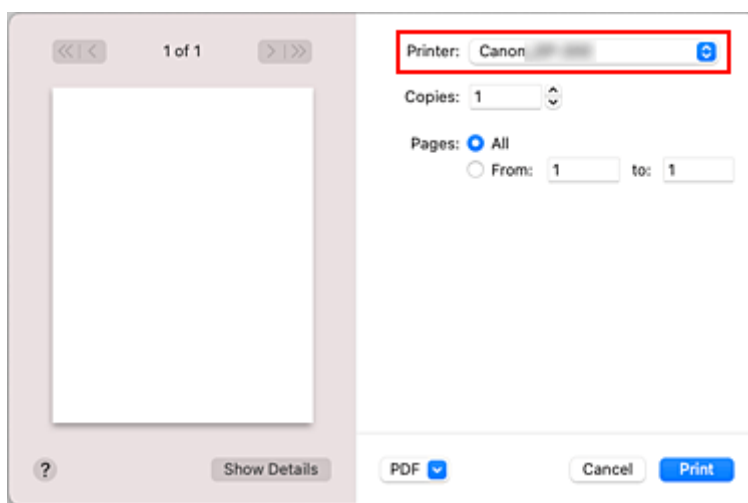 1 of 1
Printer: Canon
Copies: 1
Pages: All
From: 1 to: 1
? Show Details PDF Cancel Print